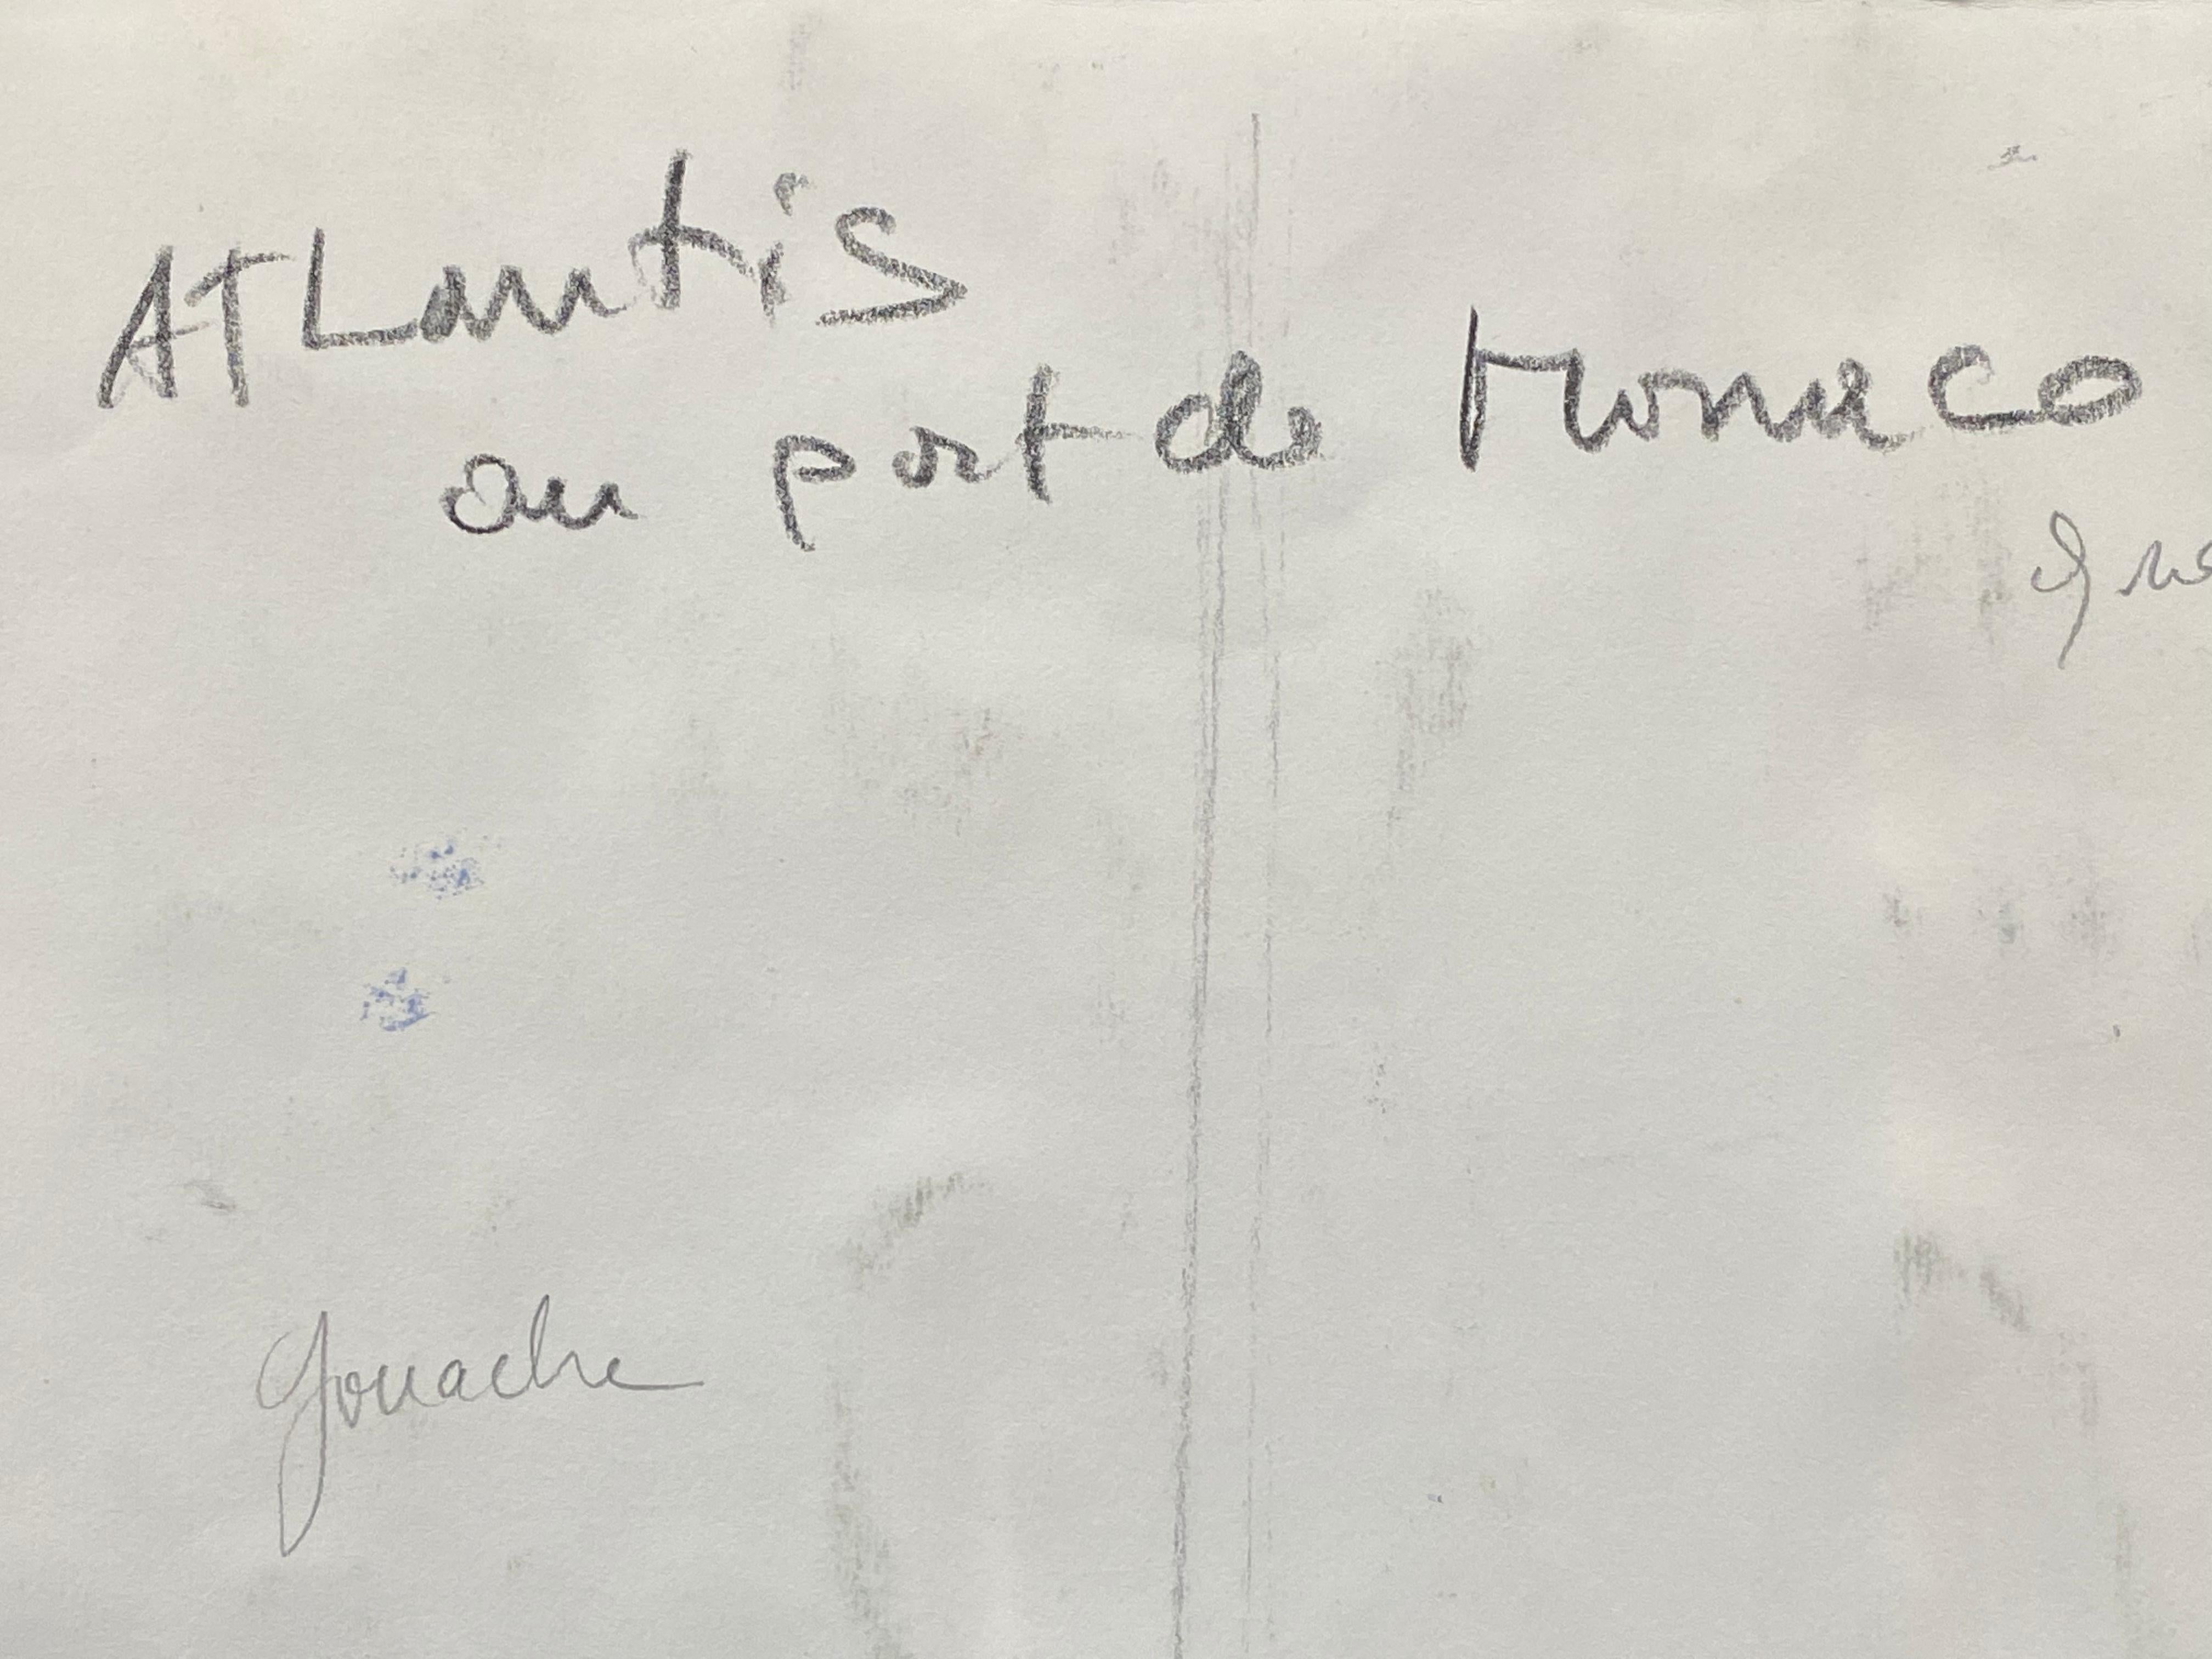 ATLantis
au port de Monaco
Gouache